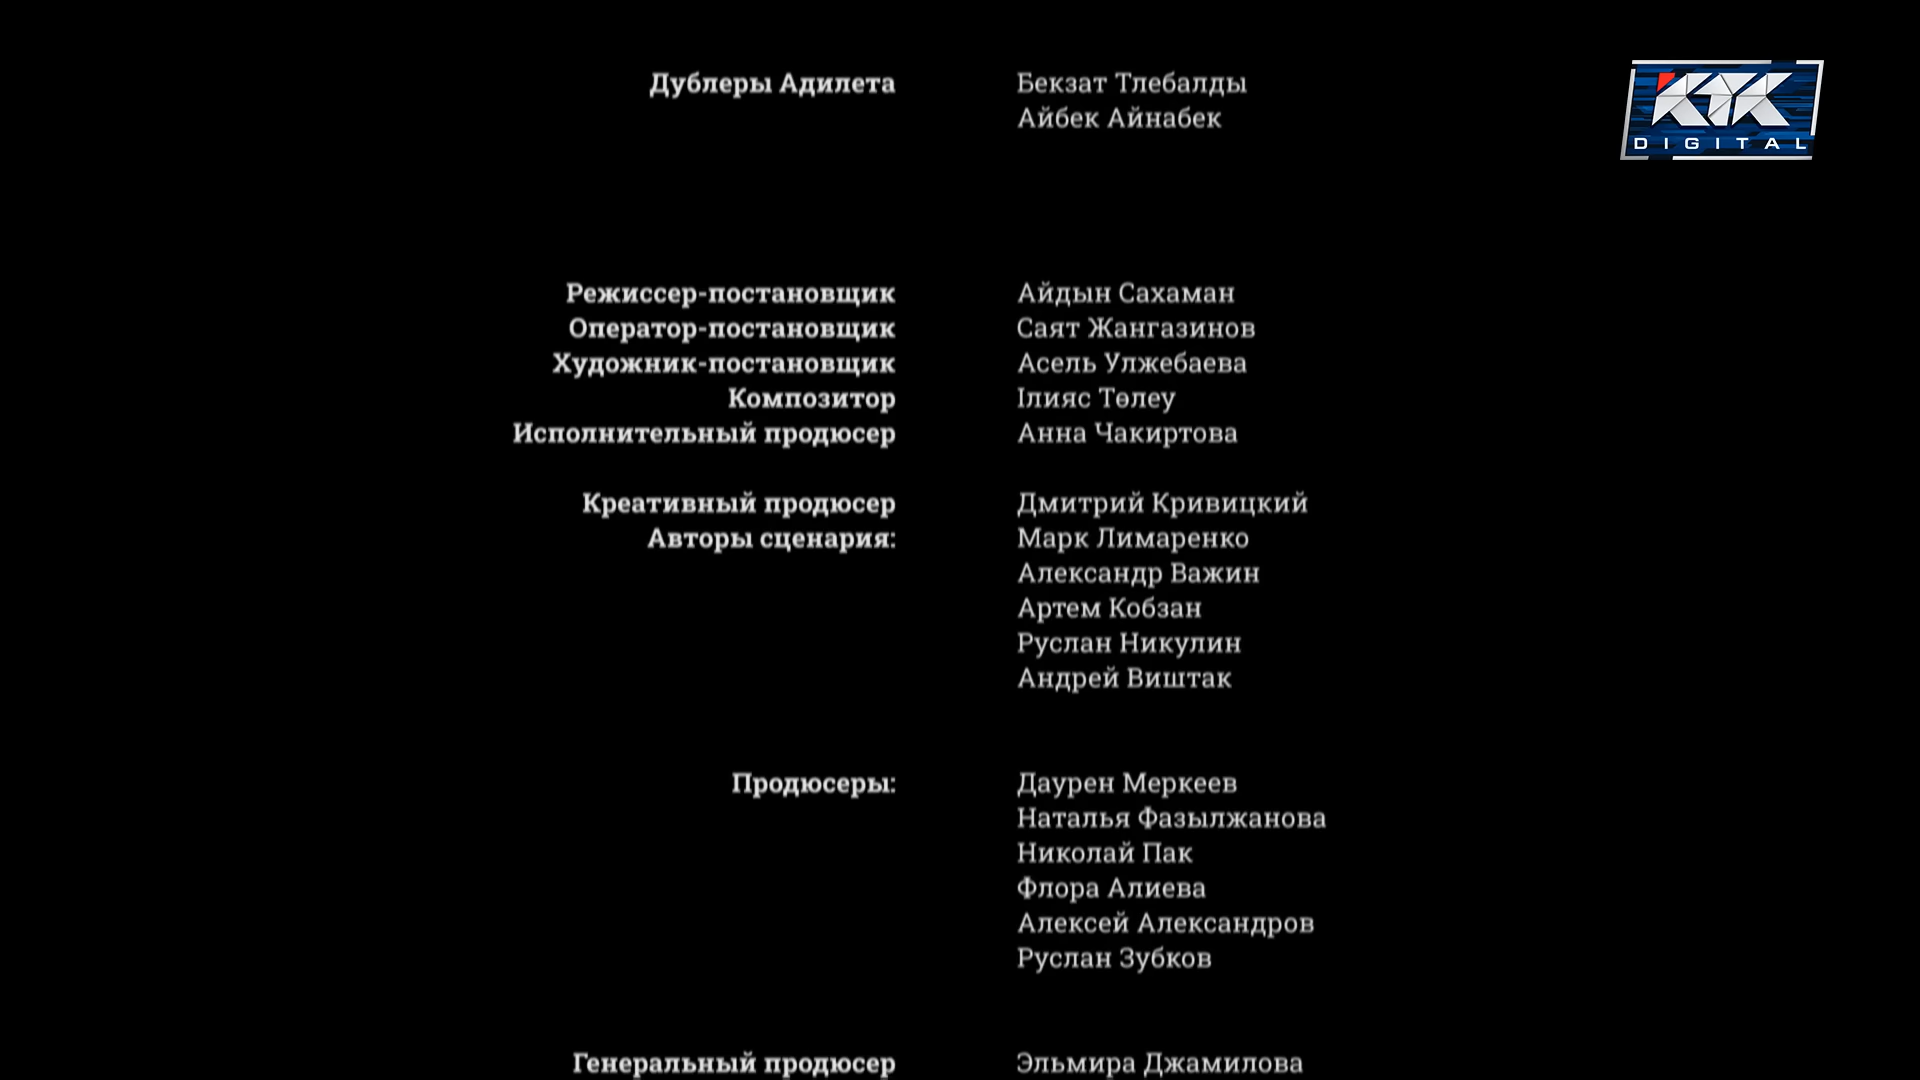 Дублеры Адилета Бекзат Тлебалды
Айбек Айнабек
КТК
DIGITAL
Режиссер-постановщик Айдын Сахаман
Оператор-постановщик Саят Жангазинов
Художник-постановщик Асель Улжебаева
Композитор Ілияс Төлеу
Исполнительный продюсер Анна Чакиртова
Креативный продюсер Дмитрий Кривицкий
Авторы сценария: Марк Лимаренко
Александр Важин
Артем Кобзан
Руслан Никулин
Андрей Виштак
Продюсеры: Даурен Меркеев
Наталья Фазылжанова
Николай Пак
Флора Алиева
Алексей Александров
Руслан Зубков
Генеральный продюсер Эльмира Джамилова